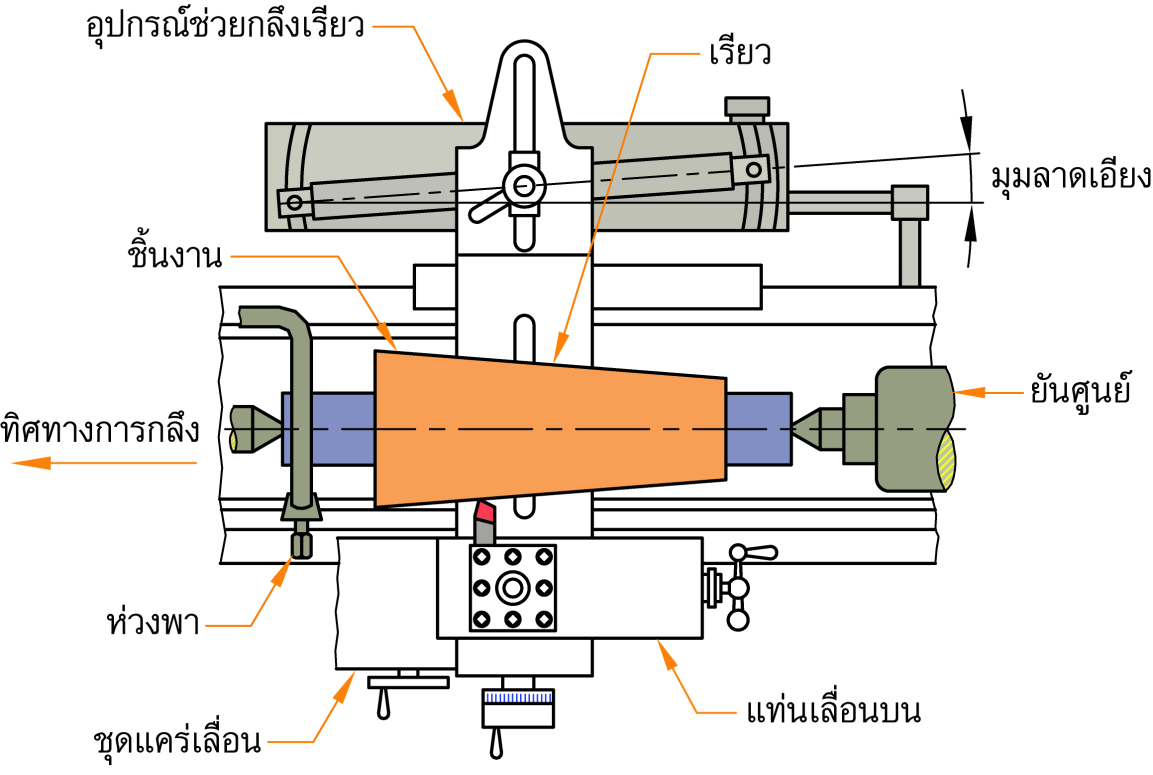 อุปกรณ์ช่วยกลึงเรียว
เรียว
มุมลาดเอียง
ชิ้นงาน
ยันศูนย์
ทิศทางการกลึง
ห่วงพา
แท่นเลื่อนบน
ชุดแคร่เลื่อน